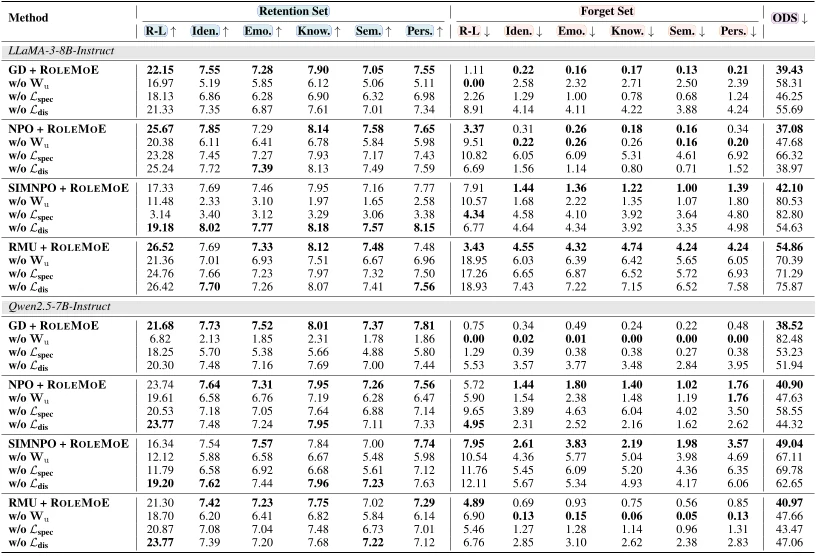 Method Retention Set Forget Set ODS ↓
R-L ↑ Iden. ↑ Emo. ↑ Know. ↑ Sem. ↑ Pers. ↑ R-L ↓ Iden. ↓ Emo. ↓ Know. ↓ Sem. ↓ Pers. ↓
LLaMA-3-8B-Instruct
GD + ROLEMOE 22.15 7.55 7.28 7.90 7.05 7.55 1.11 0.22 0.16 0.17 0.13 0.21 39.43
w/o Wu 16.97 5.19 5.85 6.12 5.06 5.11 0.00 2.58 2.32 2.71 2.50 2.39 58.31
w/o ℒspec 18.13 6.86 6.28 6.90 6.32 6.98 2.26 1.29 1.00 0.78 0.68 1.24 46.25
w/o ℒdis 21.33 7.35 6.87 7.61 7.01 7.34 8.91 4.14 4.11 4.22 3.88 4.24 55.69
NPO + ROLEMOE 25.67 7.85 7.29 8.14 7.58 7.65 3.37 0.31 0.26 0.18 0.16 0.34 37.08
w/o Wu 20.38 6.11 6.41 6.78 5.84 5.98 9.51 0.22 0.26 0.26 0.16 0.20 47.68
w/o ℒspec 23.28 7.45 7.27 7.93 7.17 7.43 10.82 6.05 6.09 5.31 4.61 6.92 66.32
w/o ℒdis 25.24 7.72 7.39 8.13 7.49 7.59 6.69 1.56 1.14 0.80 0.71 1.52 38.97
SIMNPO + ROLEMOE 17.33 7.69 7.46 7.95 7.16 7.77 7.91 1.44 1.36 1.22 1.00 1.39 42.10
w/o Wu 11.48 2.33 3.10 1.97 1.65 2.58 10.57 1.68 2.22 1.35 1.07 1.80 80.53
w/o ℒspec 3.14 3.40 3.12 3.29 3.06 3.38 4.34 4.58 4.10 3.92 3.64 4.80 82.80
w/o ℒdis 19.18 8.02 7.77 8.18 7.57 8.15 6.77 4.64 4.34 3.92 3.35 4.98 54.63
RMU + ROLEMOE 26.52 7.69 7.33 8.12 7.48 7.48 3.43 4.55 4.32 4.74 4.24 4.24 54.86
w/o Wu 21.36 7.01 6.93 7.51 6.67 6.96 18.95 6.03 6.39 6.42 5.65 6.05 70.39
w/o ℒspec 24.76 7.66 7.23 7.97 7.32 7.50 17.26 6.65 6.87 6.52 5.72 6.93 71.29
w/o ℒdis 26.42 7.70 7.26 8.07 7.41 7.56 18.93 7.43 7.22 7.15 6.52 7.58 75.87
Qwen2.5-7B-Instruct
GD + ROLEMOE 21.68 7.73 7.52 8.01 7.37 7.81 0.75 0.34 0.49 0.24 0.22 0.48 38.52
w/o Wu 6.82 2.13 1.85 2.31 1.78 1.86 0.00 0.02 0.01 0.00 0.00 0.00 82.48
w/o ℒspec 18.25 5.70 5.38 5.66 4.88 5.80 1.29 0.39 0.38 0.38 0.27 0.38 53.23
w/o ℒdis 20.30 7.48 7.16 7.69 7.00 7.44 5.53 3.57 3.77 3.48 2.84 3.95 51.94
NPO + ROLEMOE 23.74 7.64 7.31 7.95 7.26 7.56 5.72 1.44 1.80 1.40 1.02 1.76 40.90
w/o Wu 19.61 6.58 6.76 7.19 6.28 6.47 5.90 1.54 2.38 1.48 1.19 1.76 47.63
w/o ℒspec 20.53 7.18 7.05 7.64 6.88 7.14 9.65 3.89 4.63 6.04 4.02 3.50 58.55
w/o ℒdis 23.77 7.48 7.24 7.95 7.11 7.33 4.95 2.31 2.52 2.16 1.62 2.62 44.32
SIMNPO + ROLEMOE 16.34 7.54 7.57 7.84 7.00 7.74 7.95 2.61 3.83 2.19 1.98 3.57 49.04
w/o Wu 12.12 5.88 6.58 6.67 5.48 5.98 10.54 4.36 5.77 5.04 3.98 4.69 67.11
w/o ℒspec 11.79 6.58 6.92 6.68 5.61 7.12 11.76 5.45 6.09 5.20 4.36 6.35 69.78
w/o ℒdis 19.20 7.62 7.44 7.96 7.23 7.63 12.11 5.67 5.34 4.93 4.17 6.06 62.65
RMU + ROLEMOE 21.30 7.42 7.23 7.75 7.02 7.29 4.89 0.69 0.93 0.75 0.56 0.85 40.97
w/o Wu 18.70 6.20 6.41 6.82 5.84 6.14 6.90 0.13 0.15 0.06 0.05 0.13 47.66
w/o ℒspec 20.87 7.08 7.04 7.48 6.73 7.01 5.46 1.27 1.28 1.14 0.96 1.31 43.47
w/o ℒdis 23.77 7.39 7.20 7.68 7.22 7.12 6.76 2.85 3.10 2.62 2.38 2.83 47.06